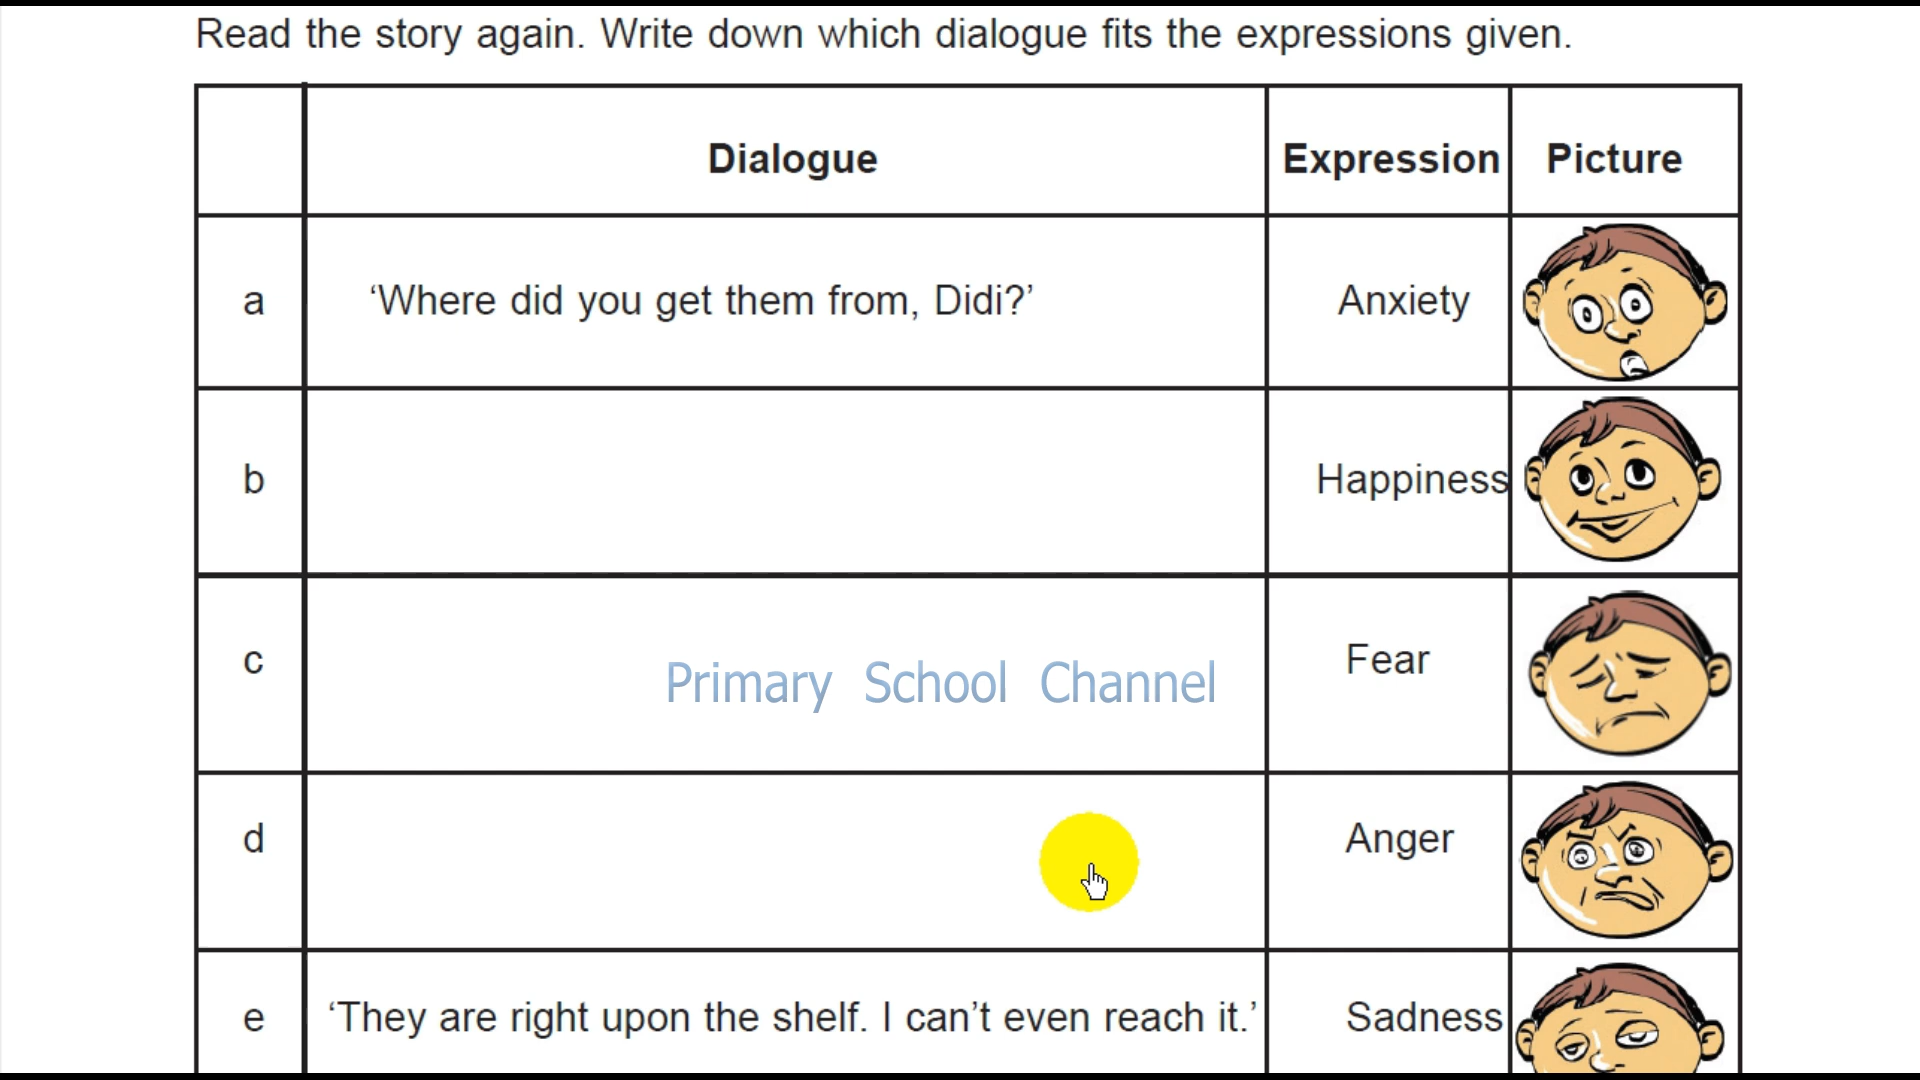 Read the story again. Write down which dialogue fits the expressions given.
Dialogue Expression Picture
a ‘Where did you get them from, Didi?’ Anxiety
b Happiness
c Fear
Primary School Channel
d Anger
e ‘They are right upon the shelf. I can’t even reach it.’ Sadness